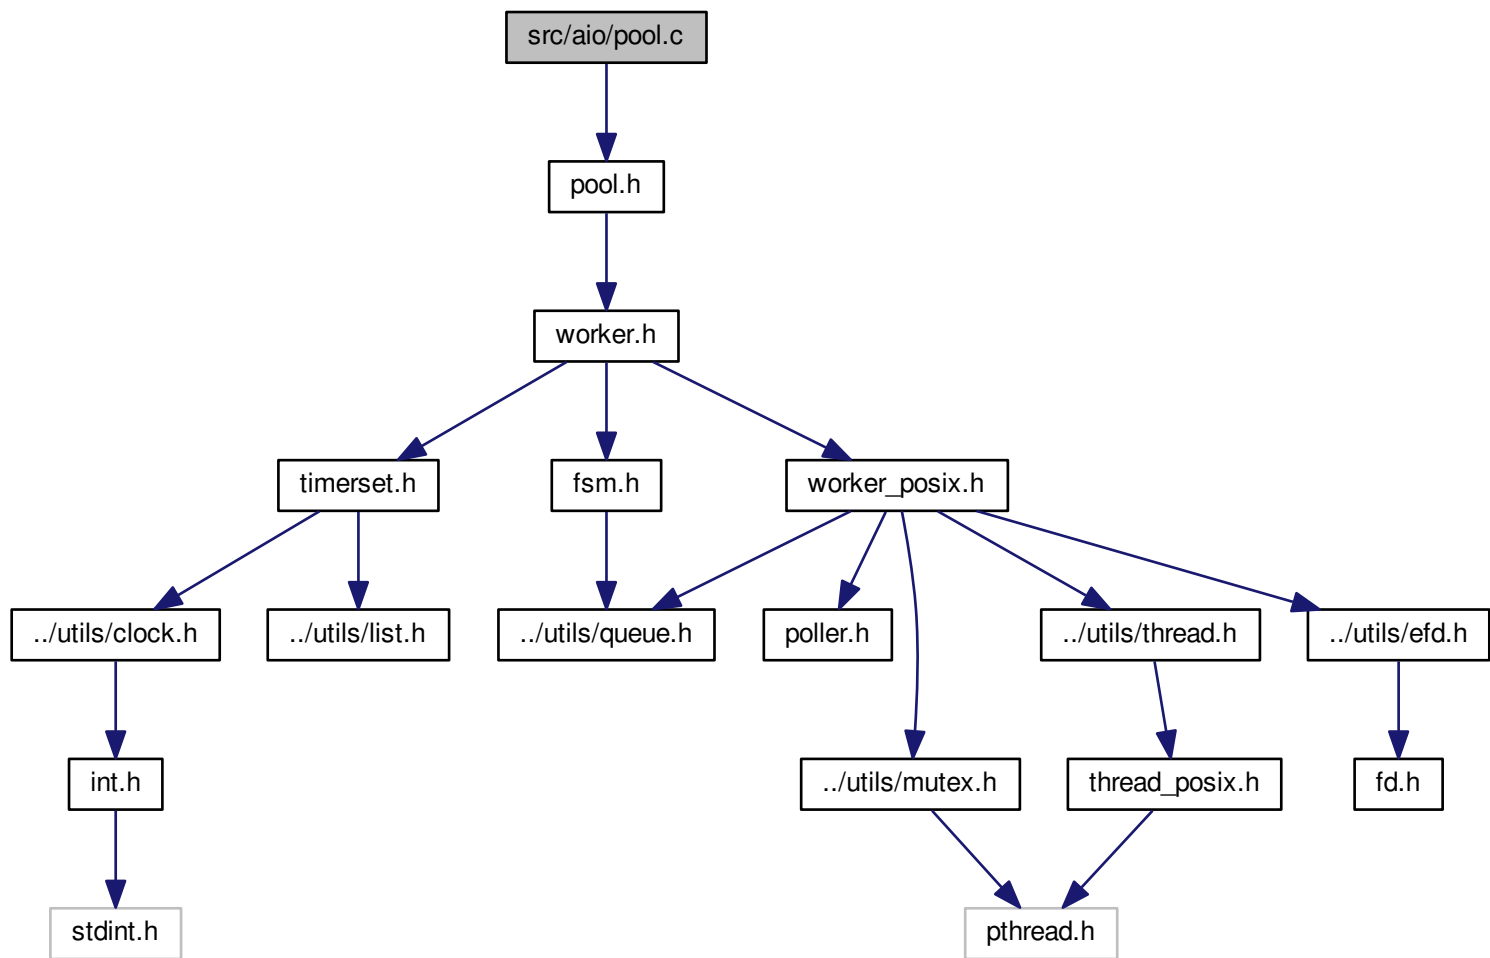 src/aio/pool.c
pool.h
worker.h
timerset.h
fsm.h
worker_posix.h
../utils/clock.h
../utils/list.h
../utils/queue.h
poller.h
../utils/thread.h
../utils/efd.h
int.h
../utils/mutex.h
thread_posix.h
fd.h
stdint.h
pthread.h